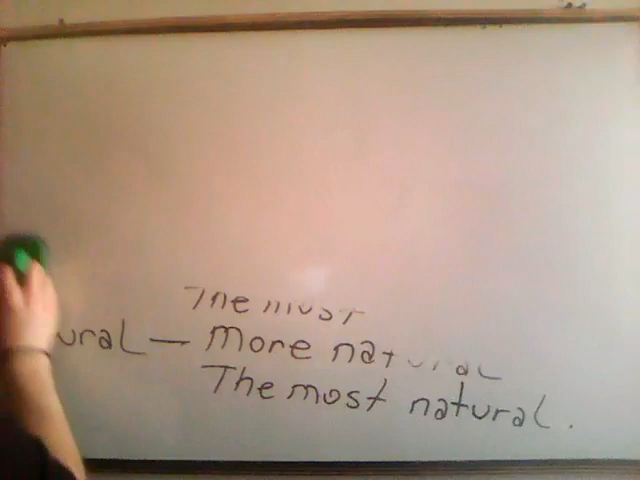 The most
ural — more natural
The most natural.